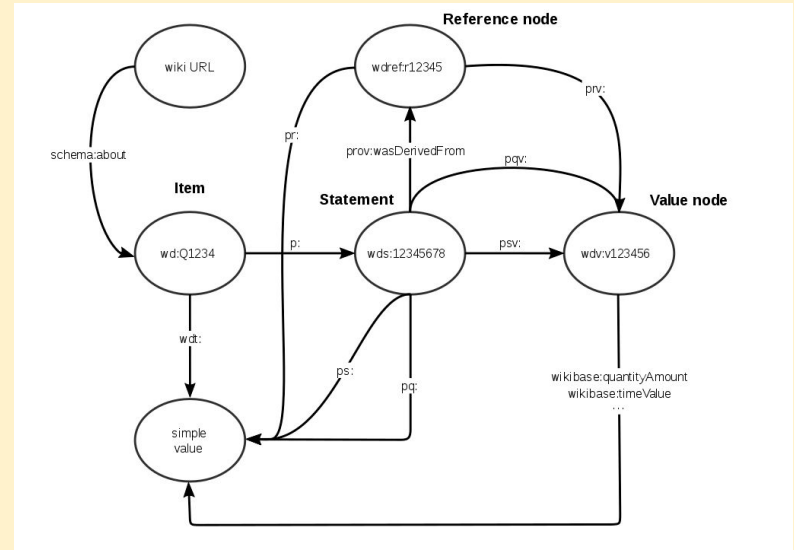 Reference node
wiki URL
wdref:r12345
prv:
pr:
schema:about
prov:wasDerivedFrom
pqv:
Item
Statement
Value node
wd:Q1234
p:
wds:12345678
psv:
wdv:v123456
wdt:
ps:
pq:
wikibase:quantityAmount
wikibase:timeValue
...
simple
value